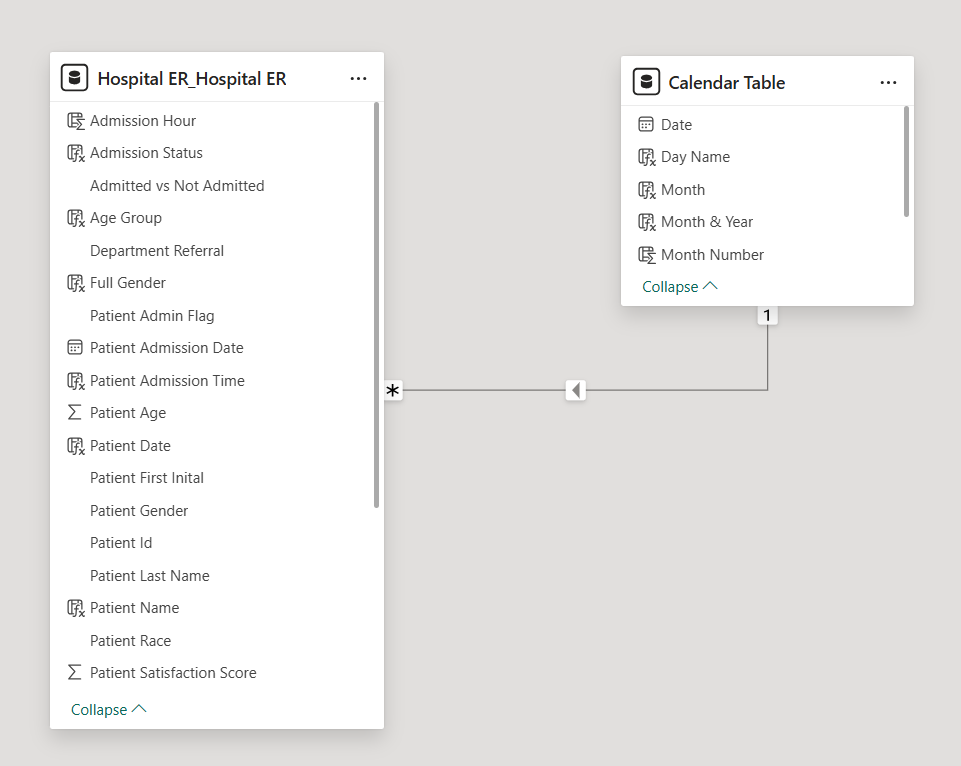 Hospital ER_Hospital ER
Admission Hour
Admission Status
Admitted vs Not Admitted
Age Group
Department Referral
Full Gender
Patient Admin Flag
Patient Admission Date
Patient Admission Time
Patient Age
Patient Date
Patient First Inital
Patient Gender
Patient Id
Patient Last Name
Patient Name
Patient Race
Patient Satisfaction Score
Collapse
*
Calendar Table
Date
Day Name
Month
Month & Year
Month Number
Collapse
1